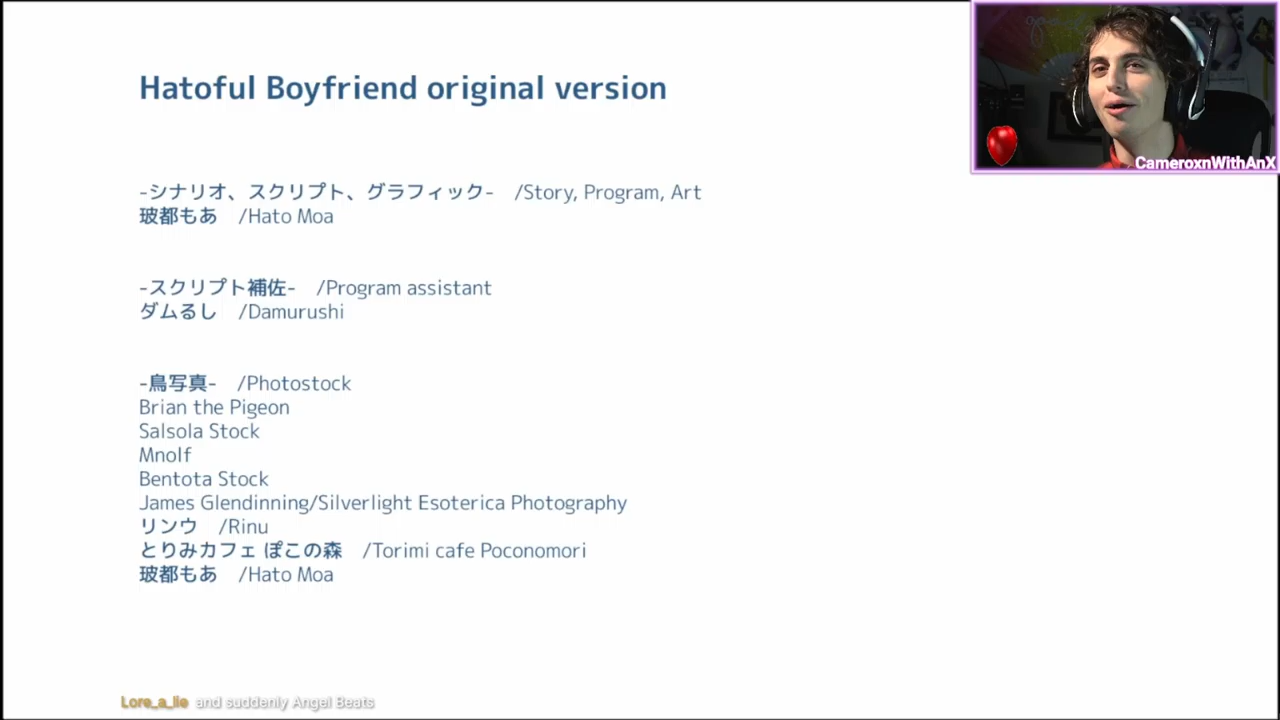 Hatoful Boyfriend original version
CameroxnWithAnX
-シナリオ、スクリプト、グラフィック- /Story, Program, Art
玻都もあ /Hato Moa
-スクリプト補佐- /Program assistant
ダムるし /Damurushi
-鳥写真- /Photostock
Brian the Pigeon
Salsola Stock
Mnolf
Bentota Stock
James Glendinning/Silverlight Esoterica Photography
リンウ /Rinu
とりみカフェ ぽこの森 /Torimi cafe Poconomori
玻都もあ /Hato Moa
Lore_a_lie and suddenly Angel Beats